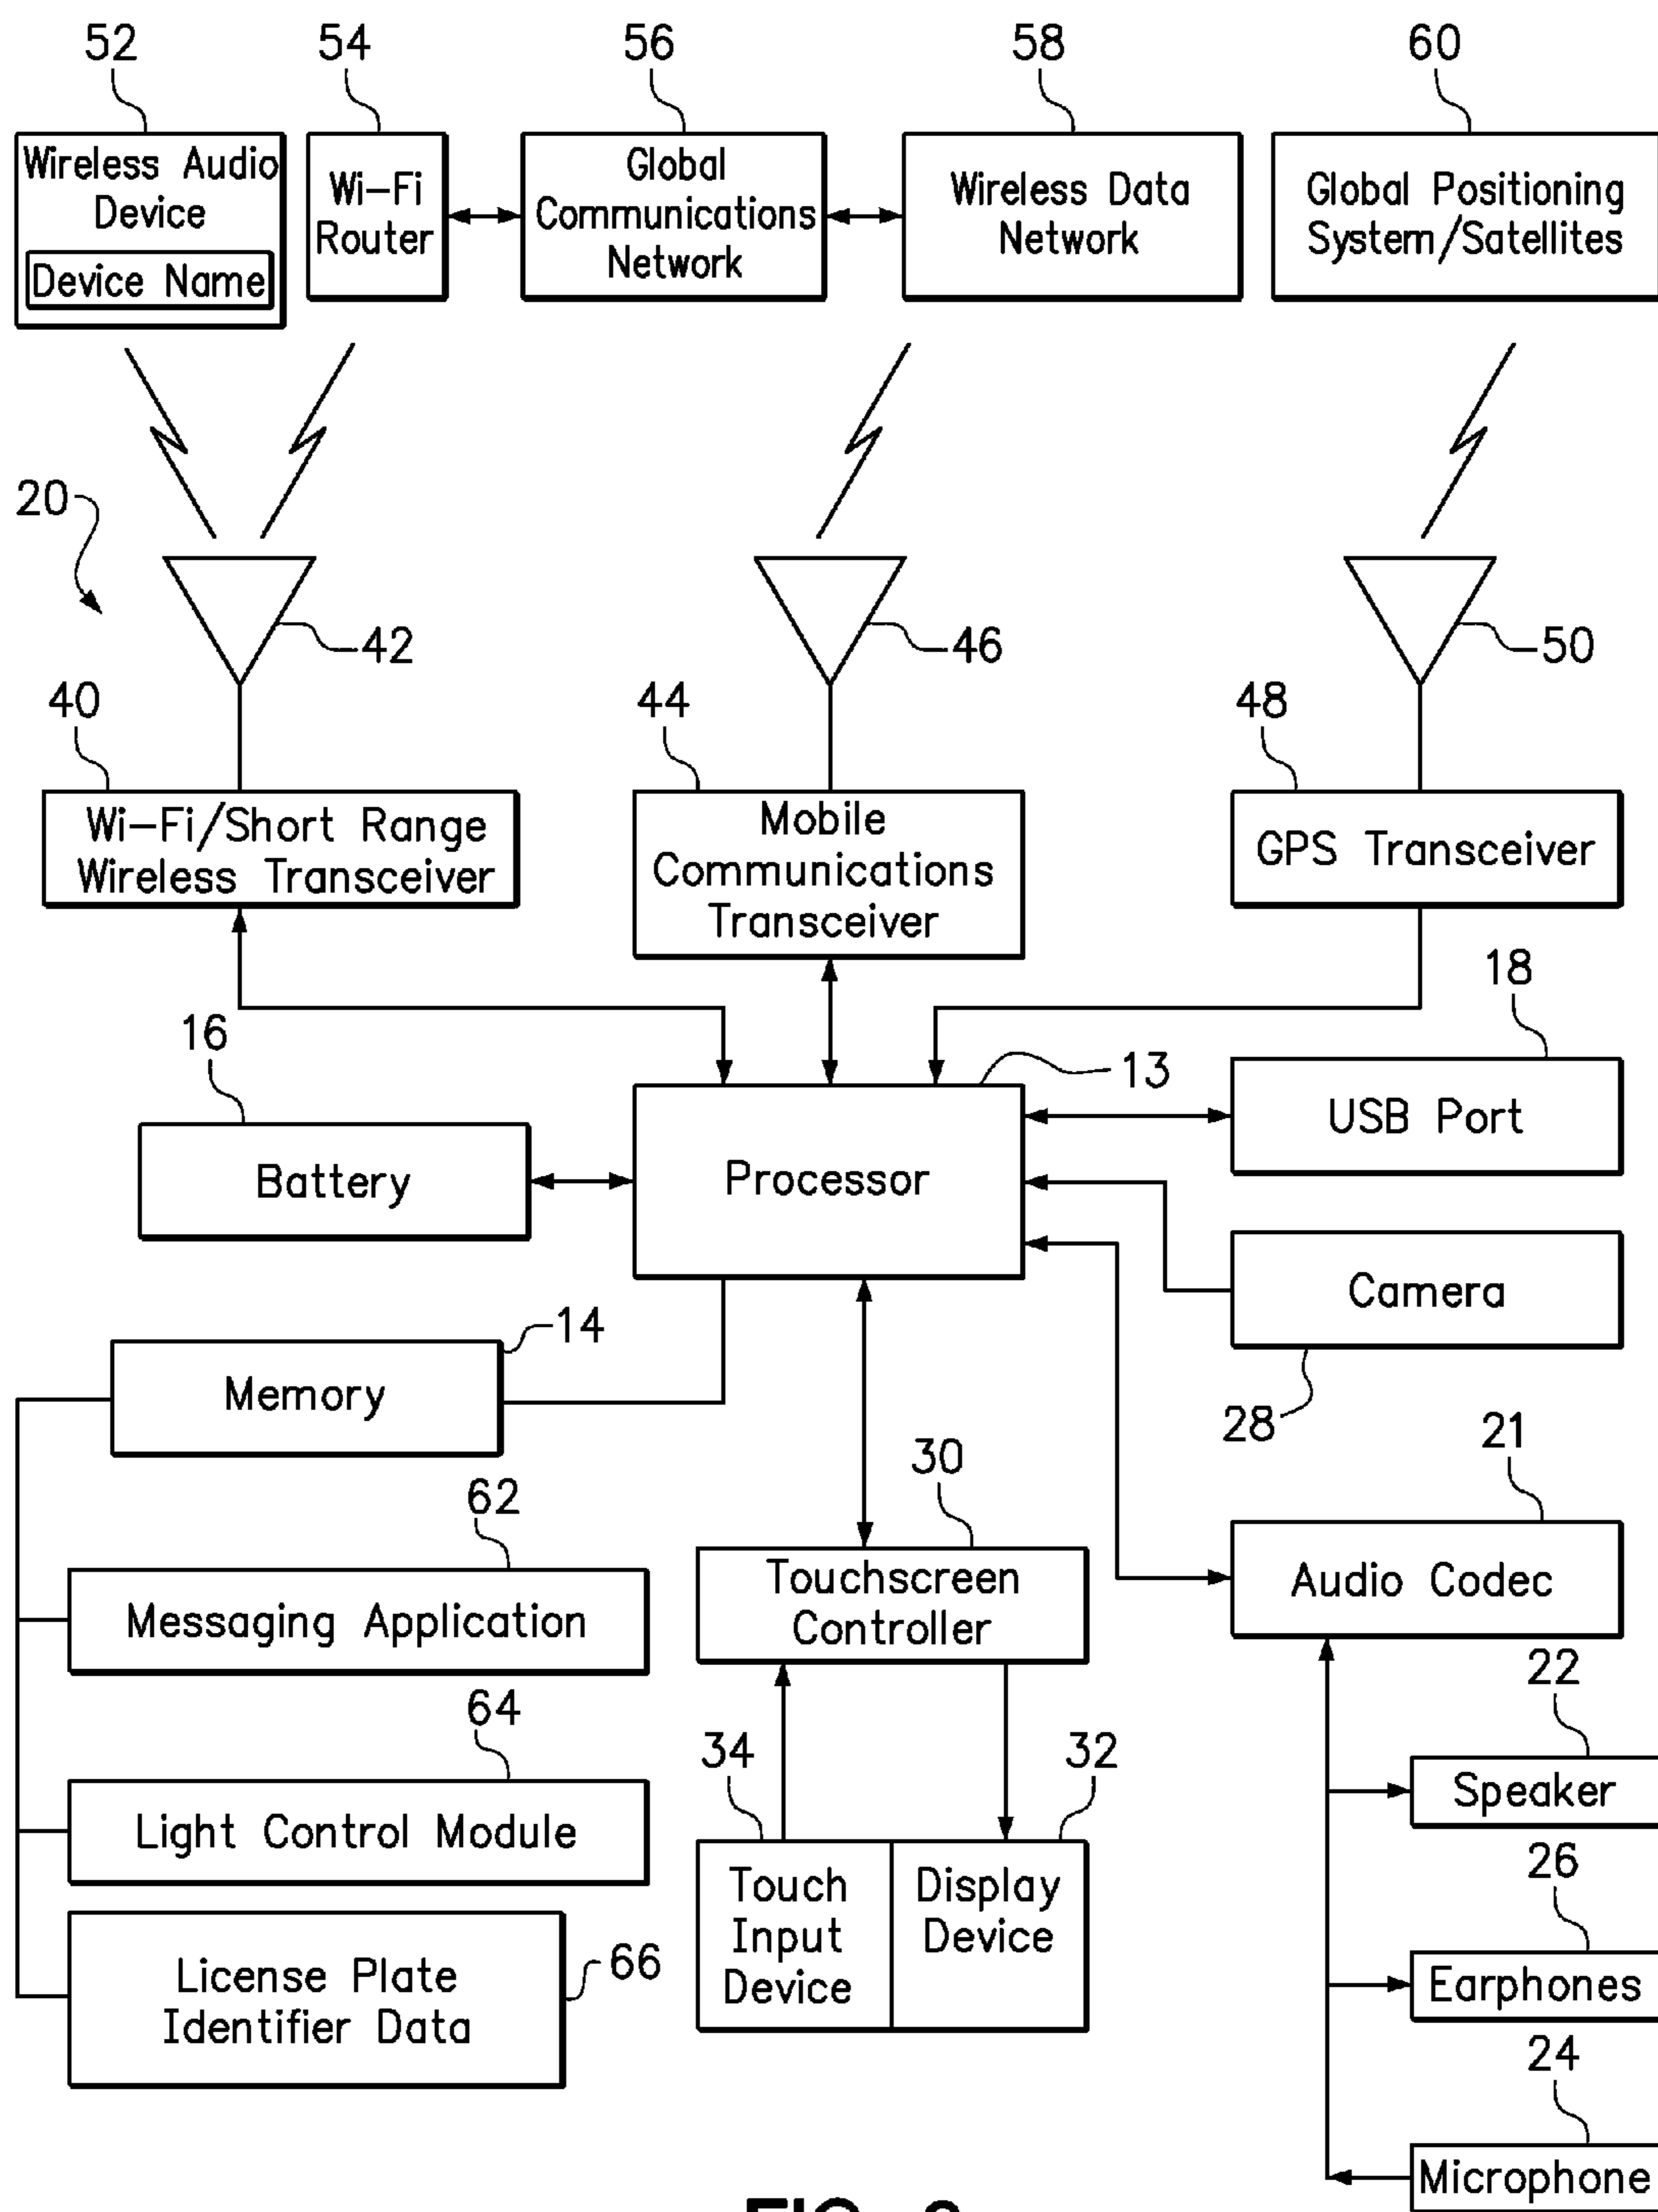 52
54
56
58
60
Wireless Audio
Device
Device Name
Wi-Fi
Router
Global
Communications
Network
Wireless Data
Network
Global Positioning
System/Satellites
20
42
46
50
40
44
48
Wi-Fi/Short Range
Wireless Transceiver
Mobile
Communications
Transceiver
GPS Transceiver
18
16
13
Battery
Processor
USB Port
Camera
28
14
Memory
21
30
62
Audio Codec
Touchscreen
Controller
Messaging Application
22
64
34
32
Speaker
Light Control Module
26
Touch
Input
Device
Display
Device
66
License Plate
Identifier Data
Earphones
24
Microphone